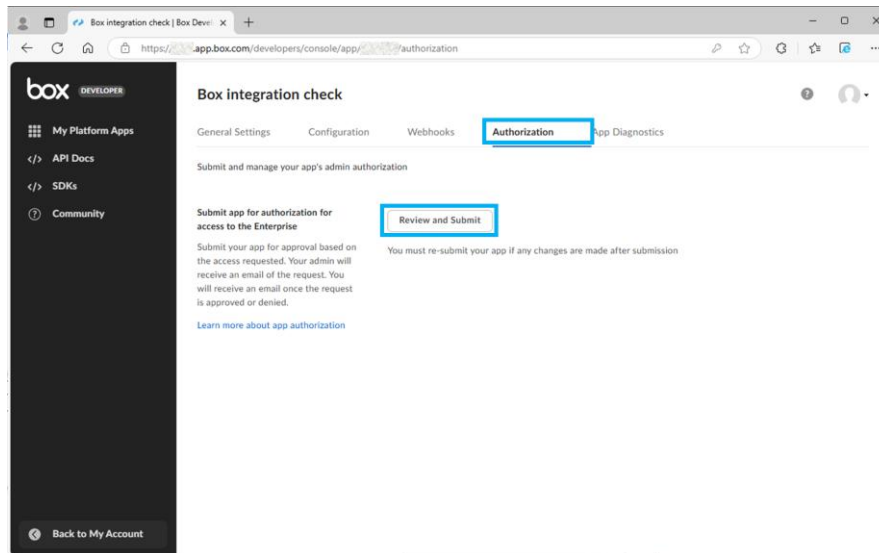 Box integration check | Box Devel
https:// .app.box.com/developers/console/app/ /authorization
box DEVELOPER
My Platform Apps
API Docs
SDKs
Community
Back to My Account
Box integration check
General Settings Configuration Webhooks Authorization App Diagnostics
Submit and manage your app's admin authorization
Submit app for authorization for
access to the Enterprise
Submit your app for approval based on
the access requested. Your admin will
receive an email of the request. You
will receive an email once the request
is approved or denied.
Learn more about app authorization
Review and Submit
You must re-submit your app if any changes are made after submission